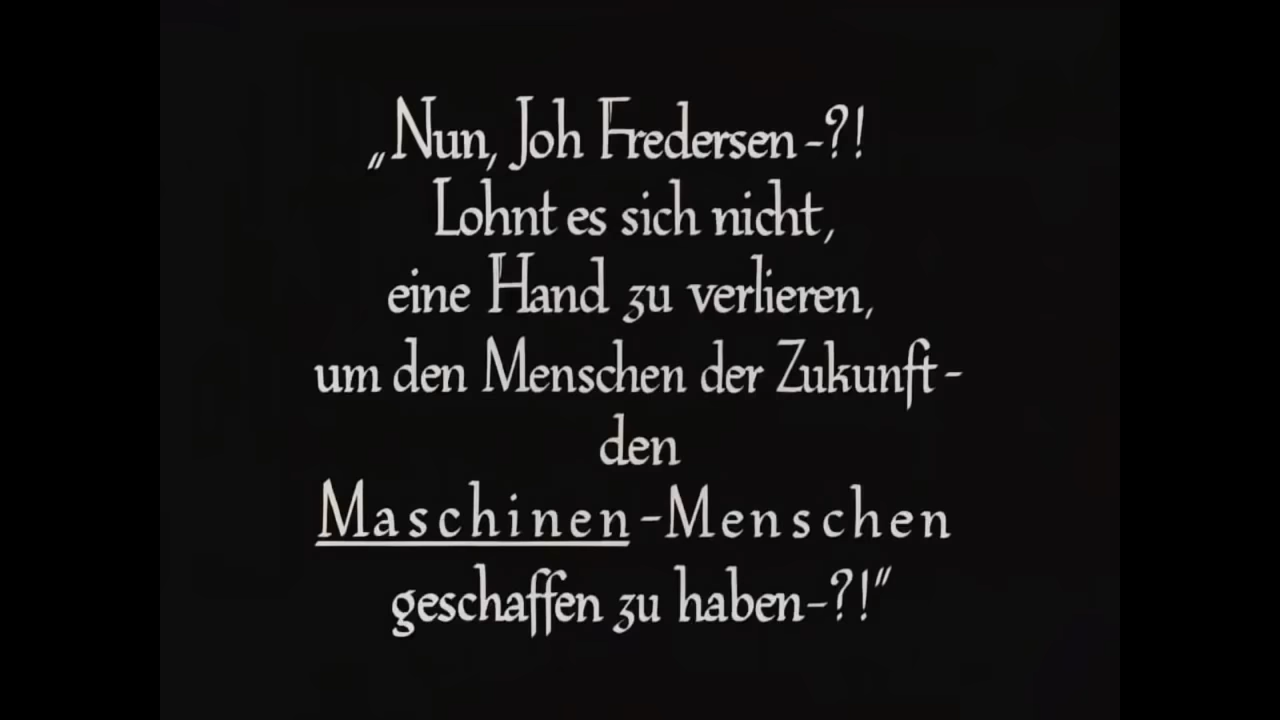 „Nun, Joh Fredersen -?!
Lohnt es sich nicht,
eine Hand zu verlieren,
um den Menschen der Zukunft -
den
Maschinen-Menschen
geschaffen zu haben-?!"